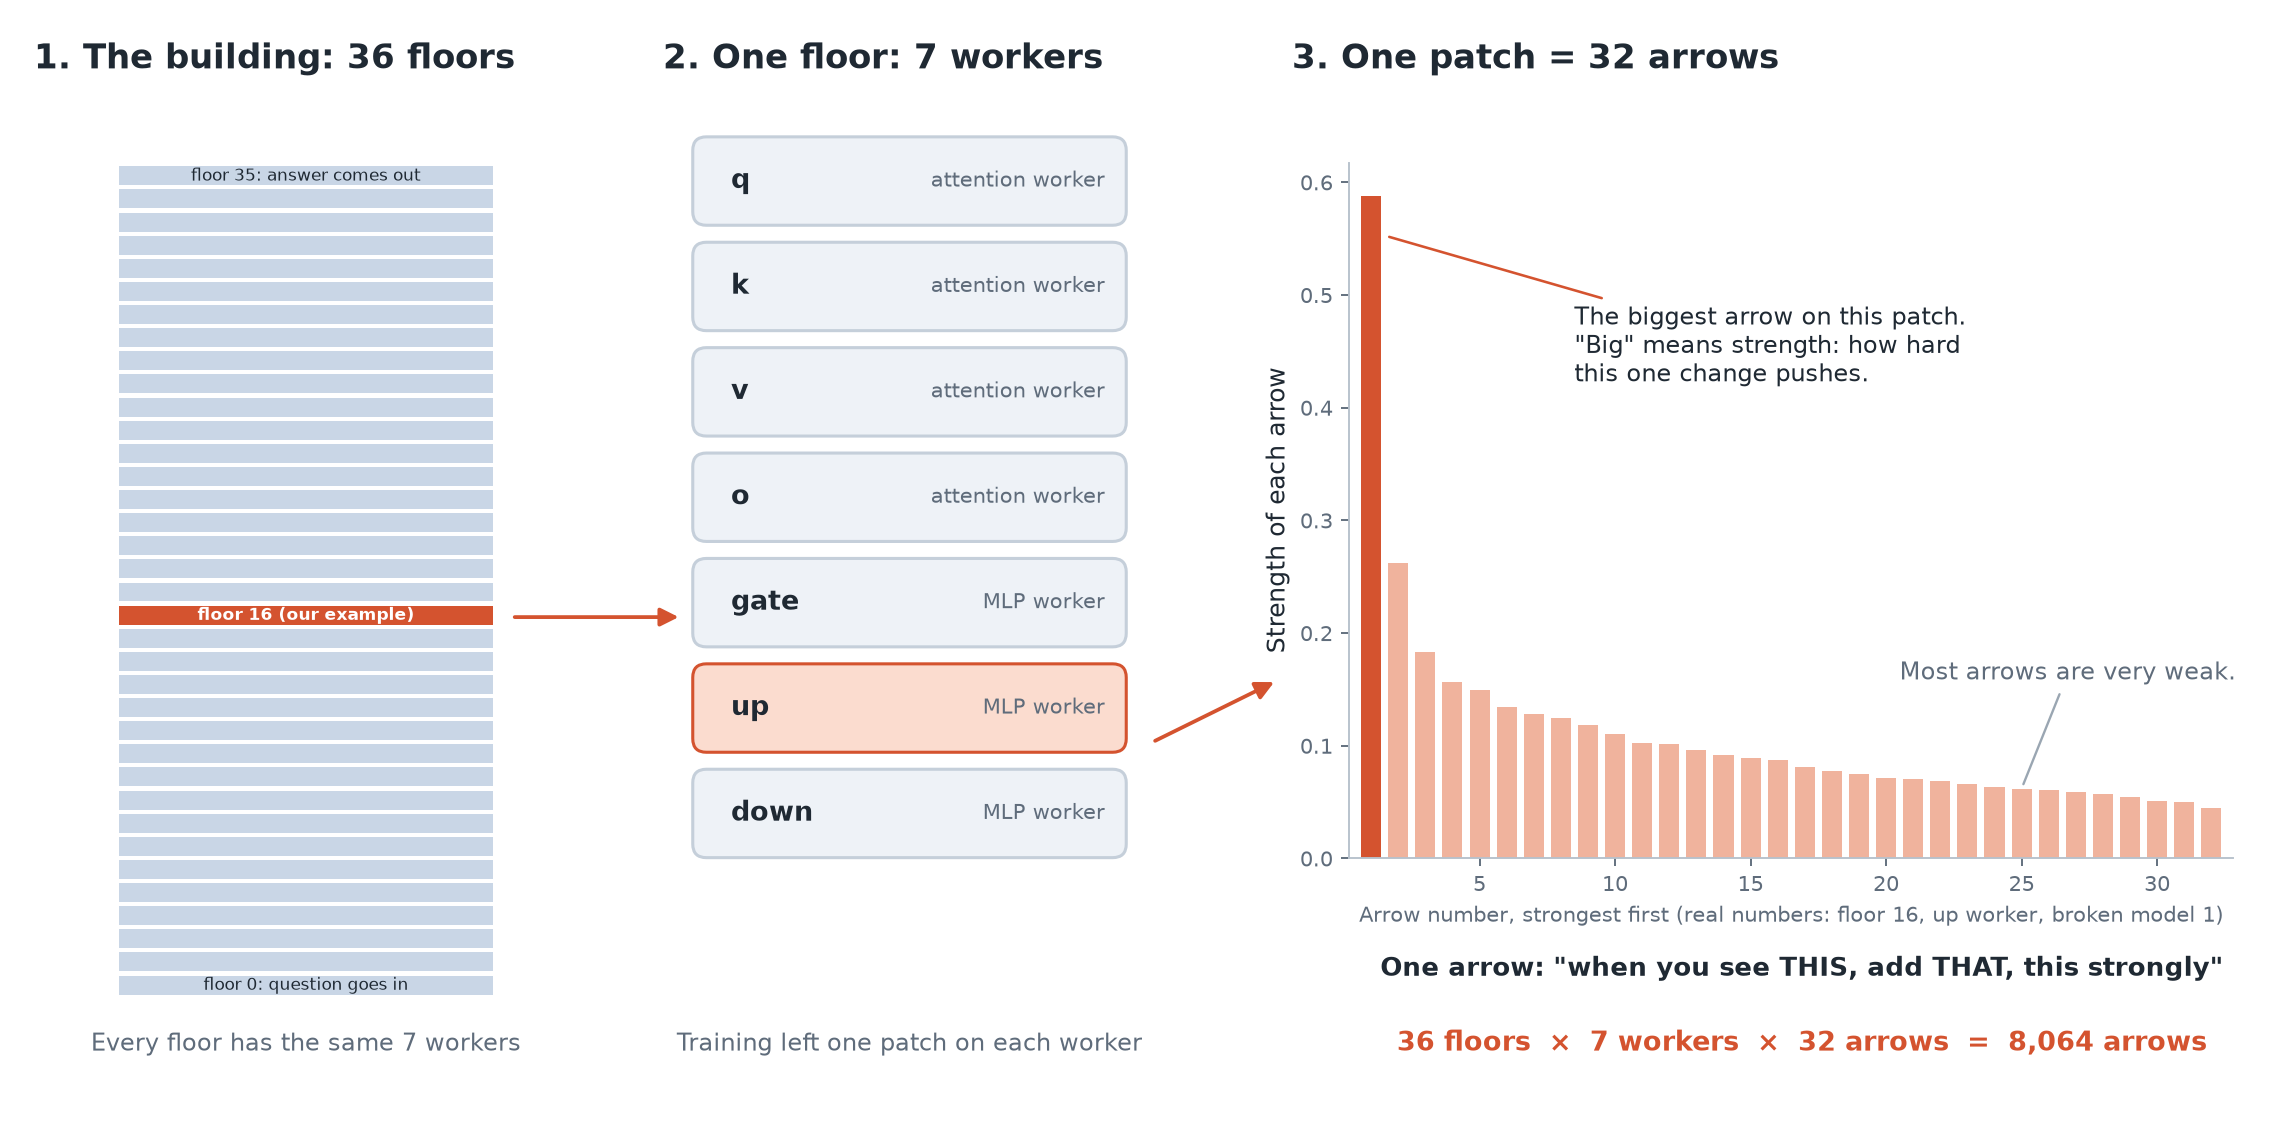 1. The building: 36 floors
floor 35: answer comes out
floor 16 (our example)
floor 0: question goes in
Every floor has the same 7 workers
2. One floor: 7 workers
q attention worker
k attention worker
v attention worker
o attention worker
gate MLP worker
up MLP worker
down MLP worker
Training left one patch on each worker
3. One patch = 32 arrows
Strength of each arrow
0.6
0.5
0.4
0.3
0.2
0.1
0.0
The biggest arrow on this patch.
"Big" means strength: how hard
this one change pushes.
Most arrows are very weak.
5 10 15 20 25 30
Arrow number, strongest first (real numbers: floor 16, up worker, broken model 1)
One arrow: "when you see THIS, add THAT, this strongly"
36 floors × 7 workers × 32 arrows = 8,064 arrows